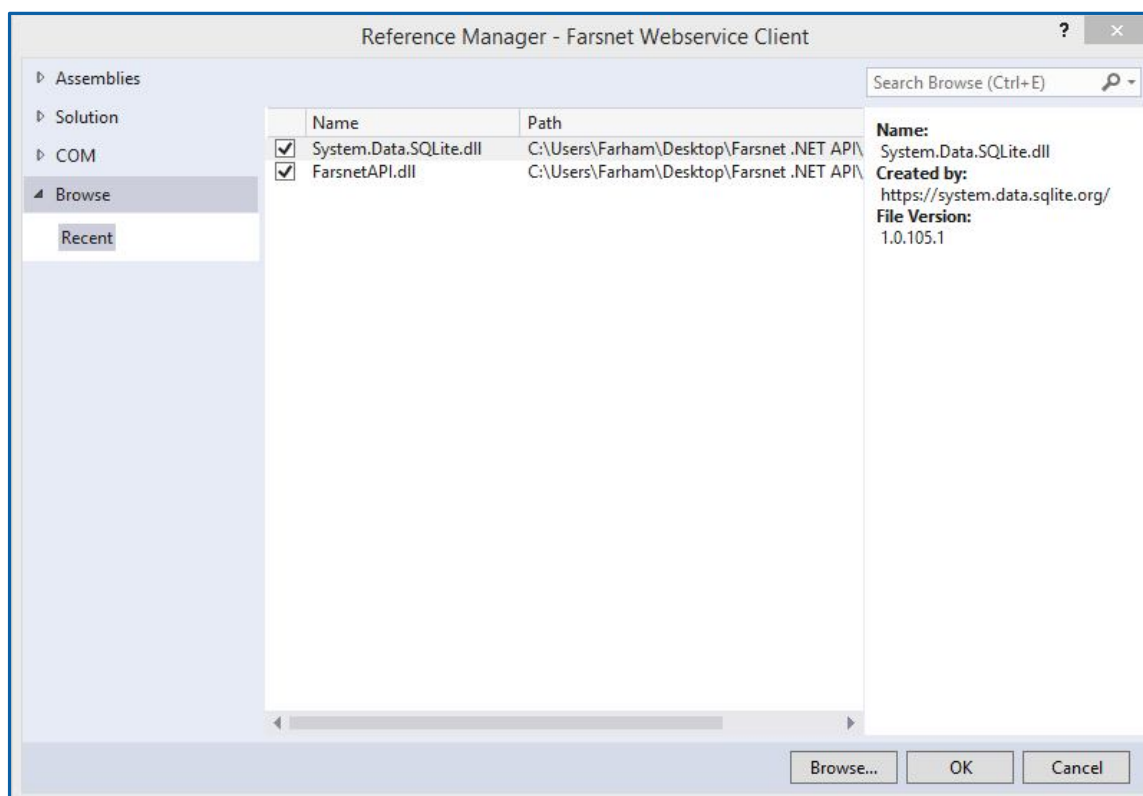 Reference Manager - Farsnet Webservice Client
?
Assemblies
Solution
COM
Browse
Recent
Name Path
System.Data.SQLite.dll C:\Users\Farham\Desktop\Farsnet .NET API\
FarsnetAPI.dll C:\Users\Farham\Desktop\Farsnet .NET API\
Search Browse (Ctrl+E)
Name:
System.Data.SQLite.dll
Created by:
https://system.data.sqlite.org/
File Version:
1.0.105.1
Browse... OK Cancel